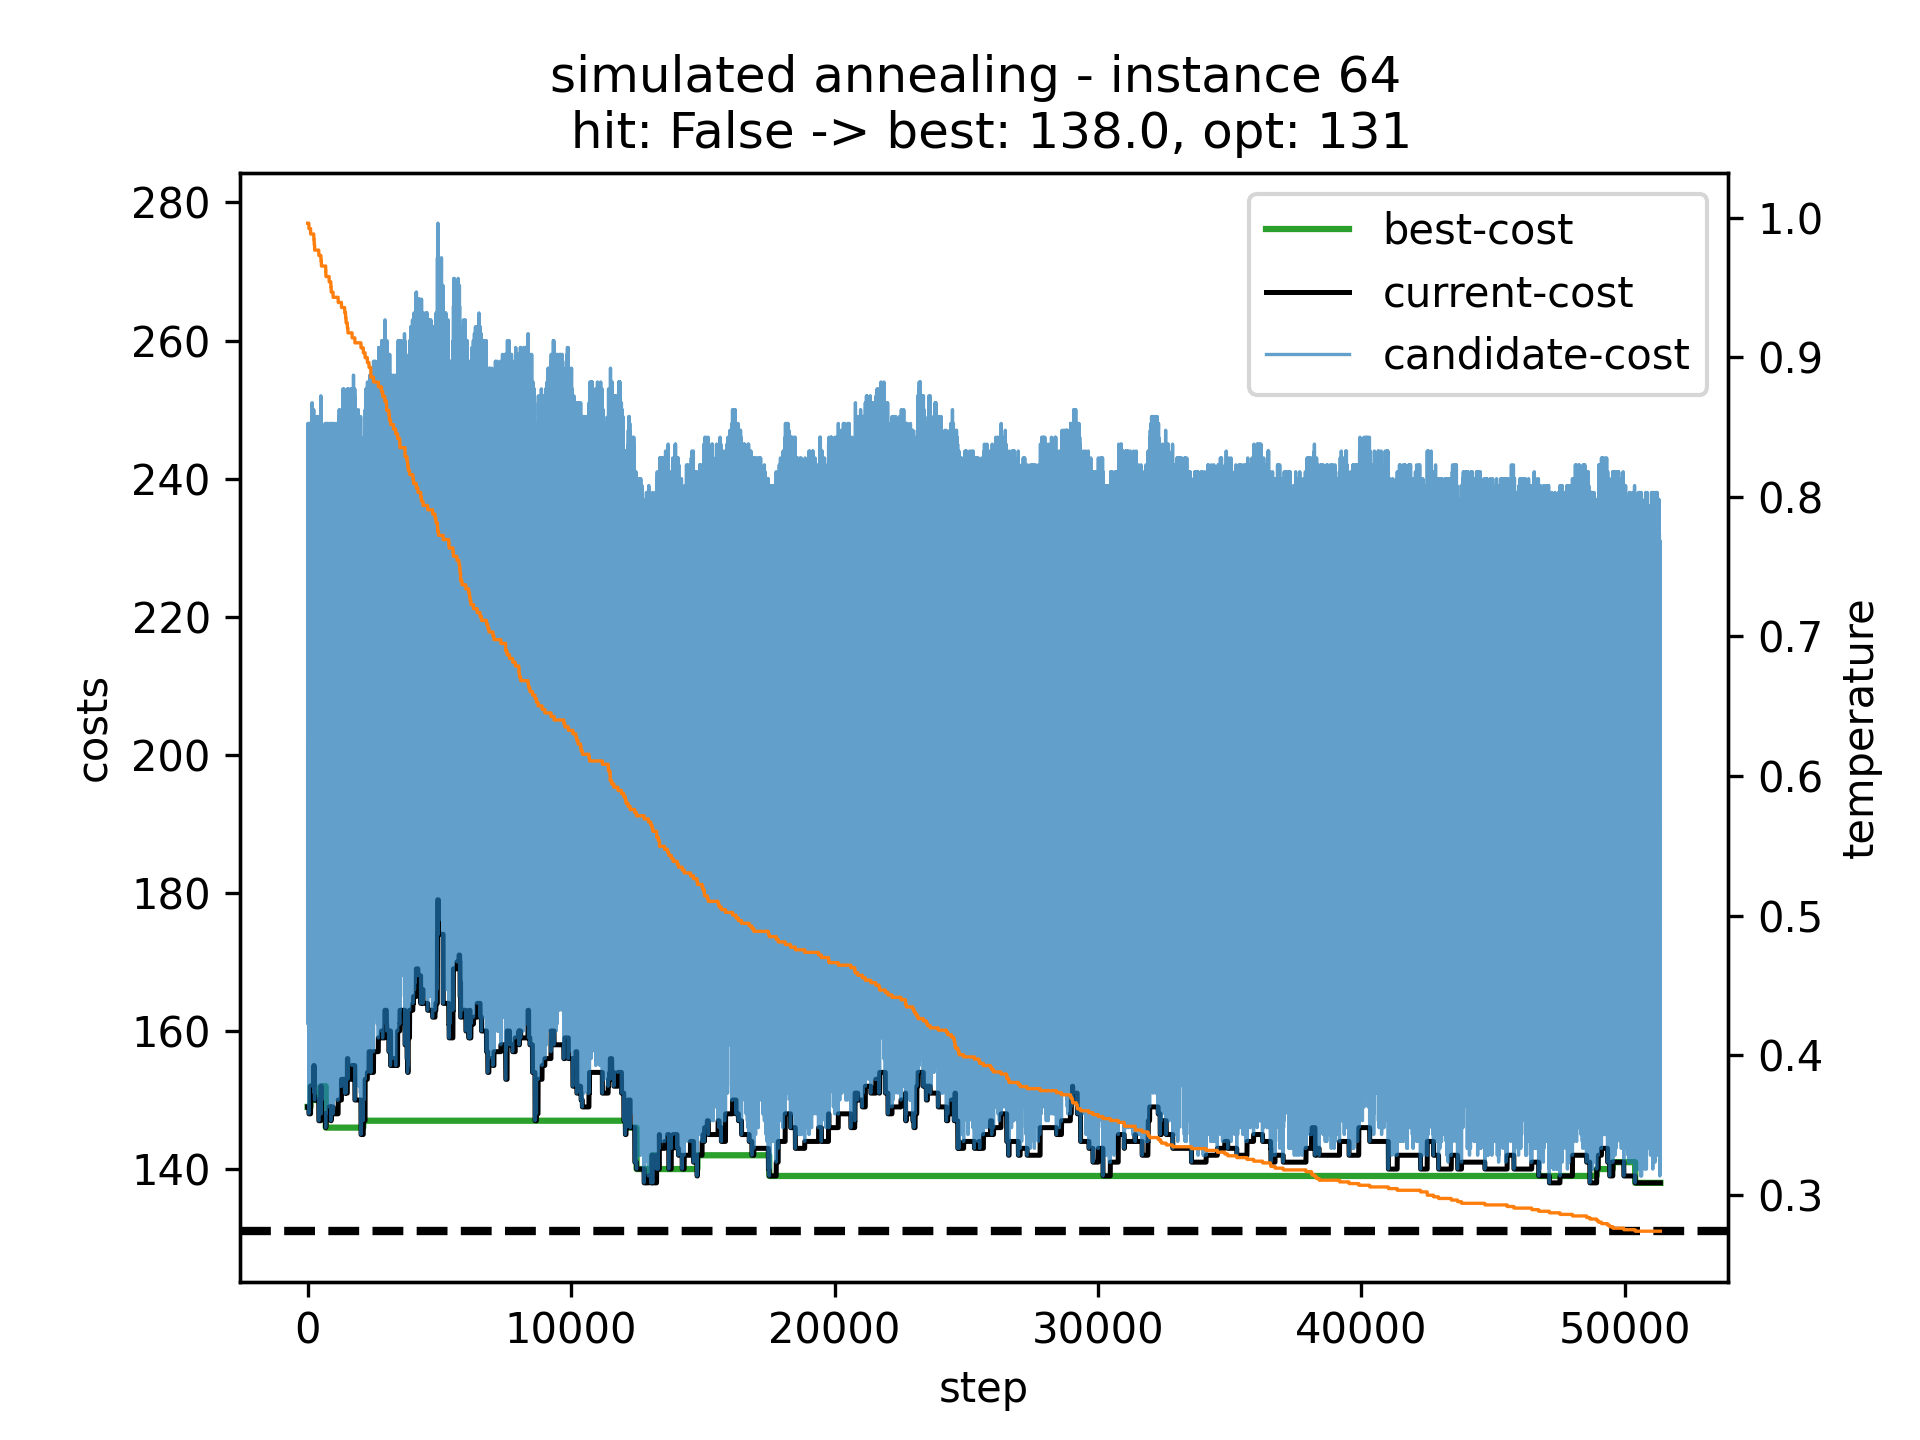 simulated annealing - instance 64
hit: False -> best: 138.0, opt: 131
280
260
240
220
200
180
160
140
costs
best-cost
current-cost
candidate-cost
1.0
0.9
0.8
0.7
0.6
0.5
0.4
0.3
temperature
0 10000 20000 30000 40000 50000
step